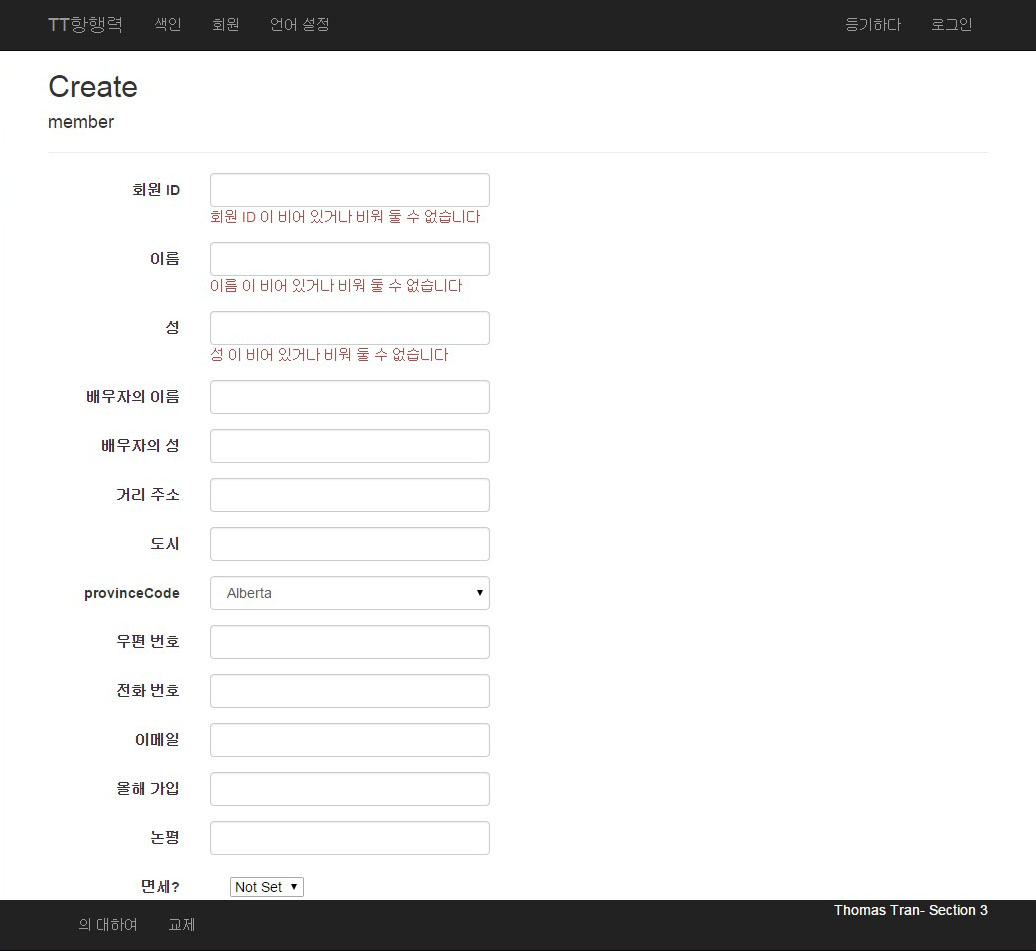 TT항행력 색인 회원 언어 설정 등기하다 로그인
Create
member
회원 ID
회원 ID 이 비어 있거나 비워 둘 수 없습니다
이름
이름 이 비어 있거나 비워 둘 수 없습니다
성
성 이 비어 있거나 비워 둘 수 없습니다
배우자의 이름
배우자의 성
거리 주소
도시
provinceCode Alberta
우편 번호
전화 번호
이메일
올해 가입
논평
면세? Not Set
Thomas Tran- Section 3
의 대하여 교제